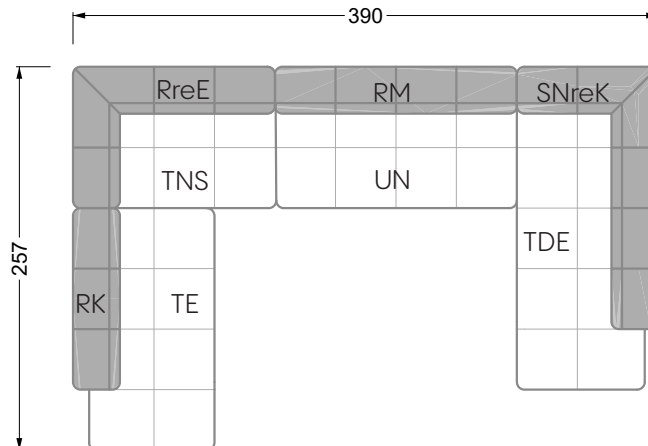 390
RreE RM SNreK
TNS UN
TDE
257
RK TE